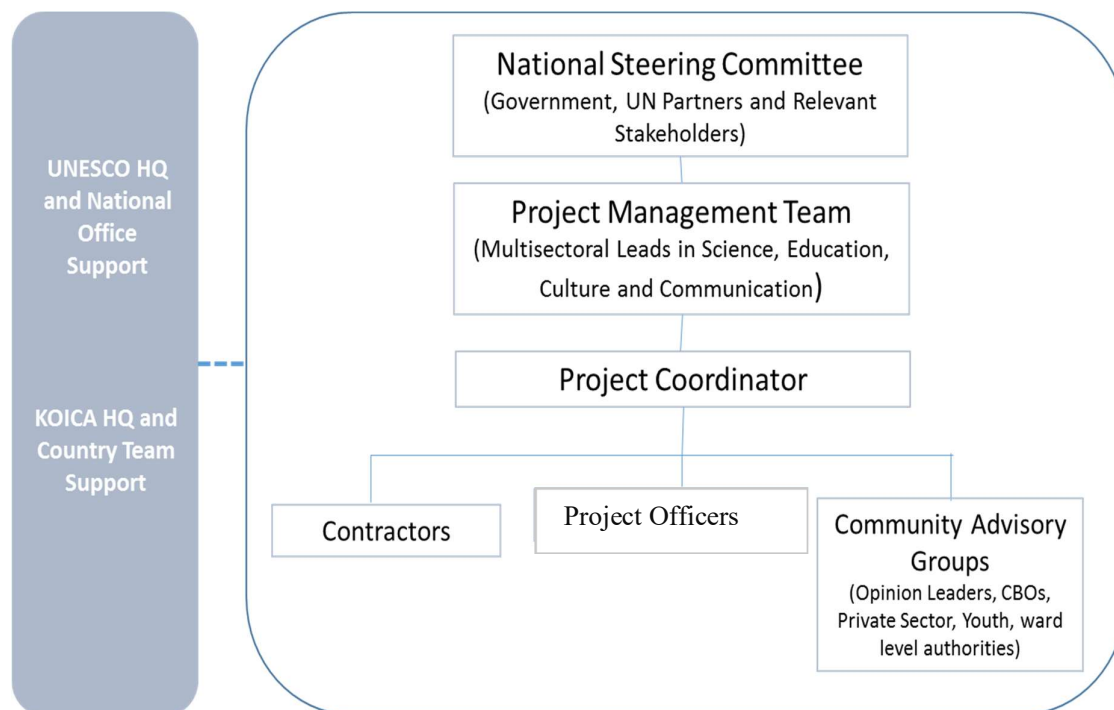 UNESCO HQ
and National
Office
Support
KOICA HQ and
Country Team
Support
National Steering Committee
(Government, UN Partners and Relevant
Stakeholders)
Project Management Team
(Multisectoral Leads in Science, Education,
Culture and Communication)
Project Coordinator
Contractors
Project Officers
Community Advisory
Groups
(Opinion Leaders, CBOs,
Private Sector, Youth, ward
level authorities)